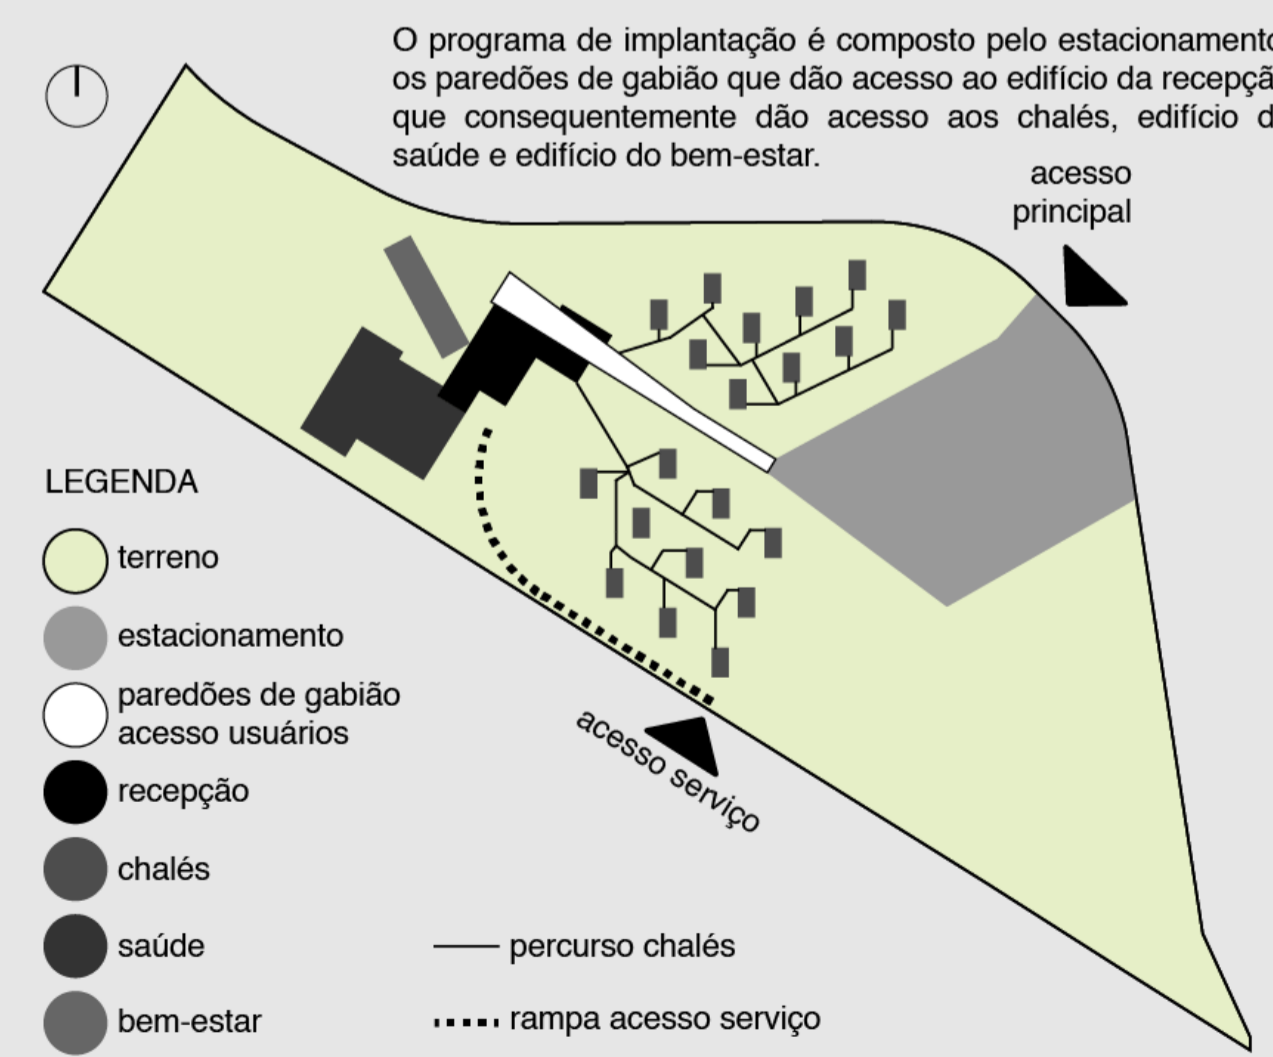 O programa de implantação é composto pelo estacionamento
os paredões de gabião que dão acesso ao edifício da
que consequentemente dão acesso aos chalés, edifício
saúde e edifício do bem-estar.
acesso
principal
LEGENDA
terreno
estacionamento
paredões de gabião
acesso usuários
recepção
chalés
saúde
bem-estar
percurso chalés
rampa acesso serviço
acesso serviço